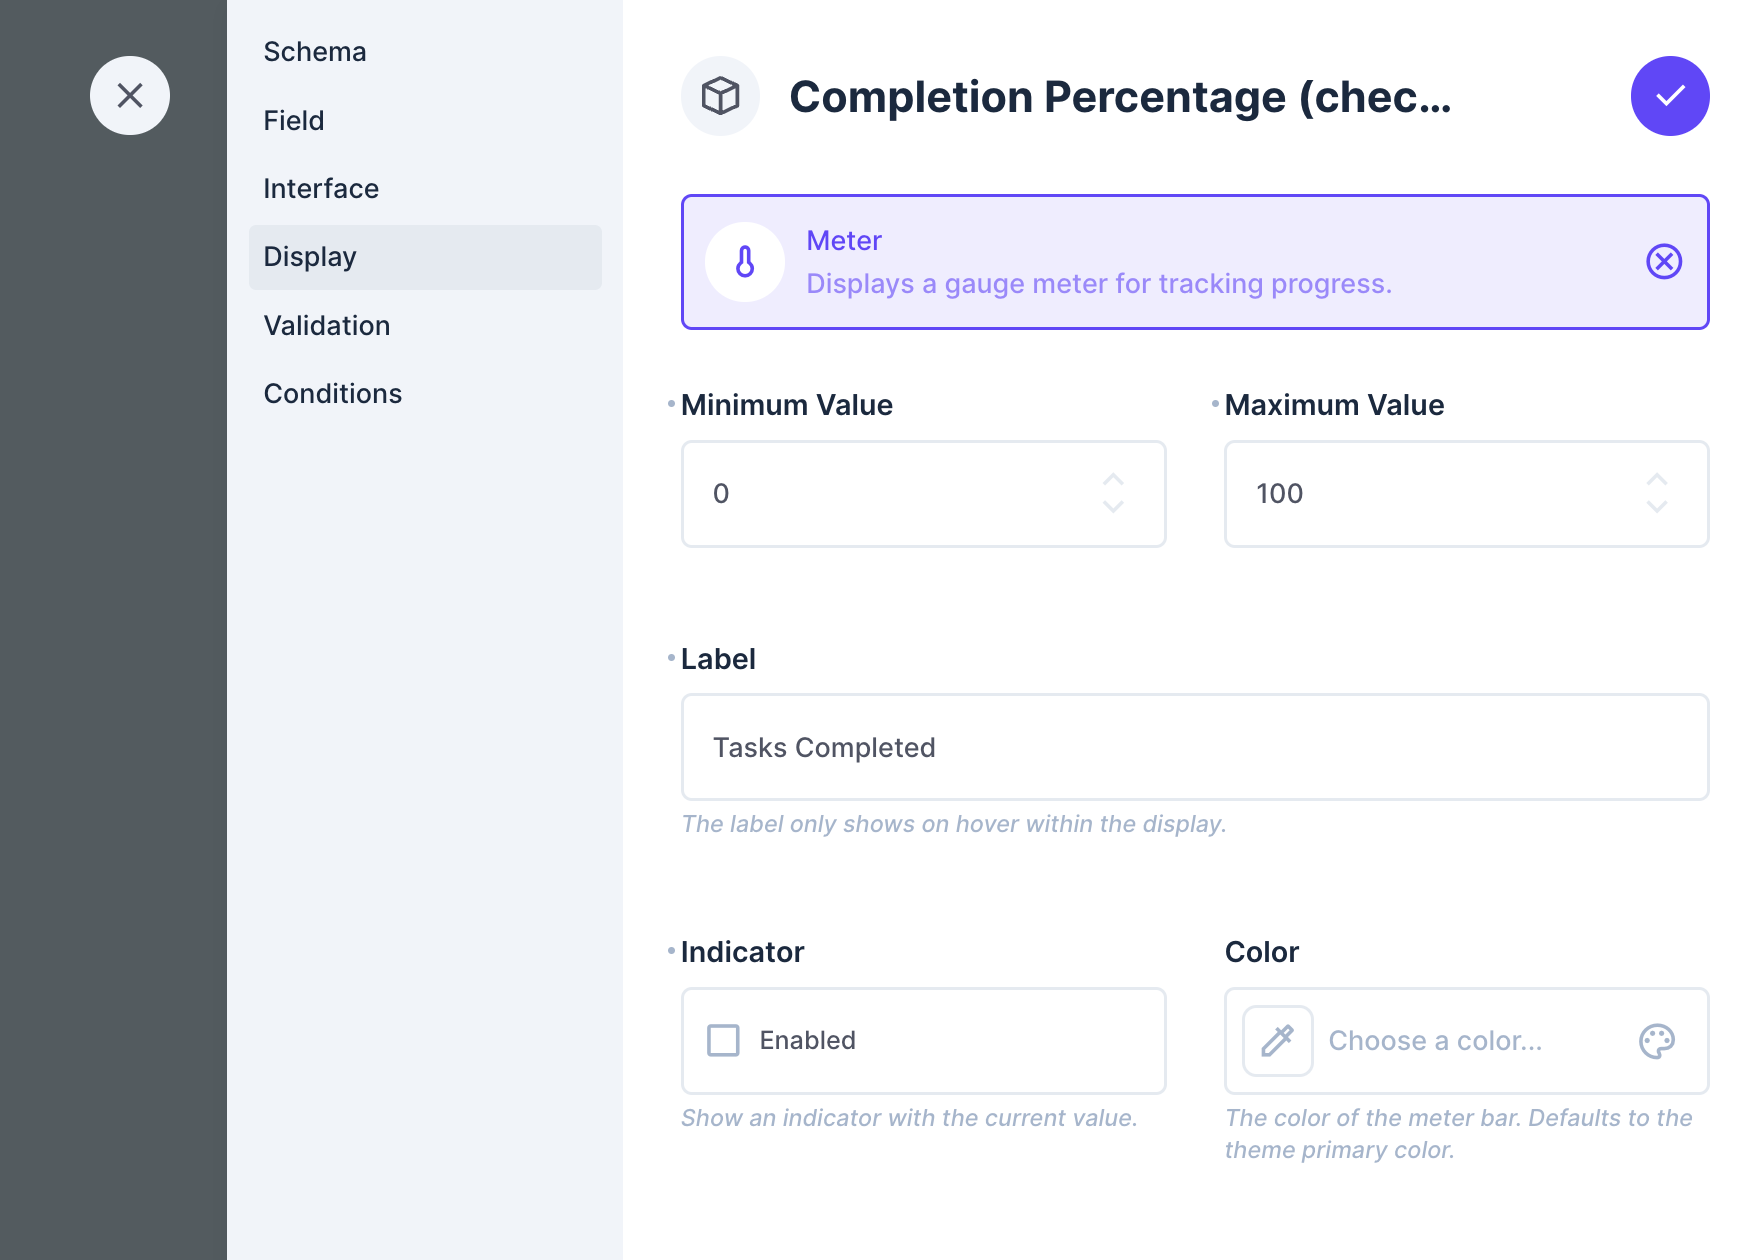 Schema
Field
Interface
Display
Validation
Conditions
Completion Percentage (chec...
Meter
Displays a gauge meter for tracking progress.
Minimum Value
Maximum Value
0
100
Label
Tasks Completed
The label only shows on hover within the display.
Indicator
Color
Enabled
Choose a color...
Show an indicator with the current value.
The color of the meter bar. Defaults to the
theme primary color.